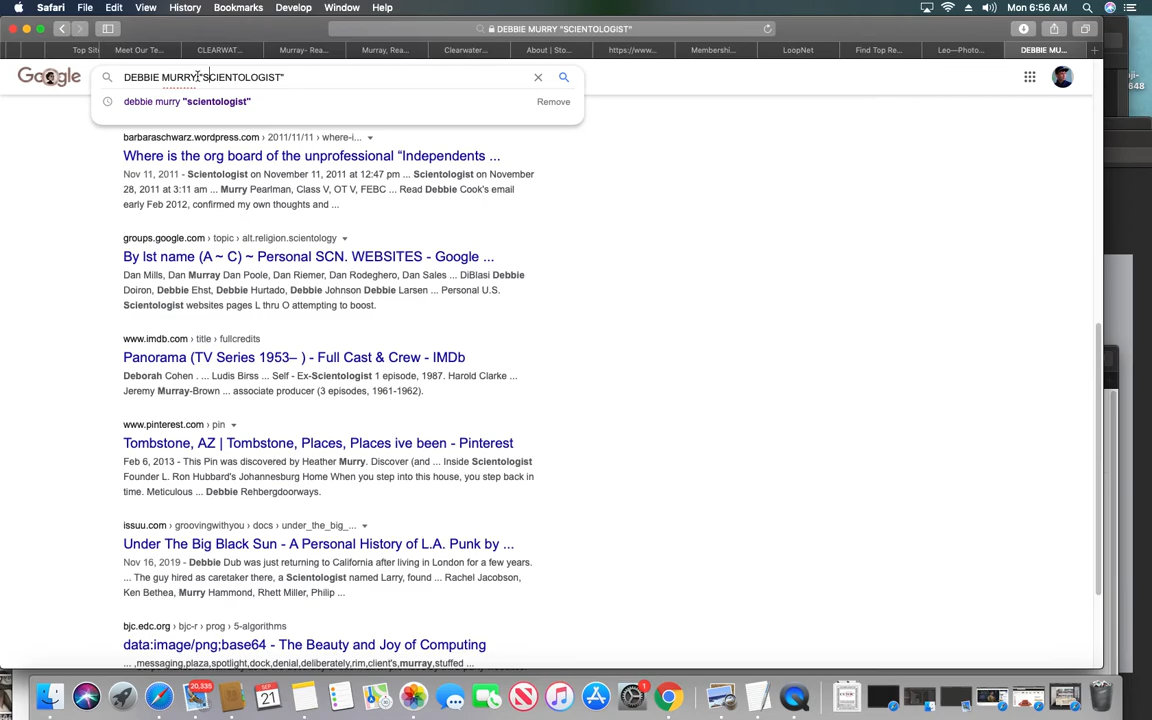 Safari File Edit View History Bookmarks Develop Window Help Mon 6:56 AM
DEBBIE MURRY "SCIENTOLOGIST"
Top Sit Meet Our Te... CLEARWAT... Murray- Rea... Murray, Rea... Clearwater... About | Sto... https://www... Membershi... LoopNet Find Top Re... Leo—Photo... DEBBIE MU...
Google
DEBBIE MURRY "SCIENTOLOGIST"
debbie murry "scientologist" Remove
barbaraschwarz.wordpress.com › 2011/11/11 › where-i...
Where is the org board of the unprofessional “Independents ...
Nov 11, 2011 - Scientologist on November 11, 2011 at 12:47 pm ... Scientologist on November
28, 2011 at 3:11 am ... Murry Pearlman, Class V, OT V, FEBC ... Read Debbie Cook's email
early Feb 2012, confirmed my own thoughts and ...
groups.google.com › topic › alt.religion.scientology
By lst name (A ~ C) ~ Personal SCN. WEBSITES - Google ...
Dan Mills, Dan Murray Dan Poole, Dan Riemer, Dan Rodeghero, Dan Sales ... DiBlasi Debbie
Doiron, Debbie Ehst, Debbie Hurtado, Debbie Johnson Debbie Larsen ... Personal U.S.
Scientologist websites pages L thru O attempting to boost.
www.imdb.com › title › fullcredits
Panorama (TV Series 1953– ) - Full Cast & Crew - IMDb
Deborah Cohen . ... Ludis Birss ... Self - Ex-Scientologist 1 episode, 1987. Harold Clarke ...
Jeremy Murray-Brown ... associate producer (3 episodes, 1961-1962).
www.pinterest.com › pin
Tombstone, AZ | Tombstone, Places, Places ive been - Pinterest
Feb 6, 2013 - This Pin was discovered by Heather Murry. Discover (and ... Inside Scientologist
Founder L. Ron Hubbard's Johannesburg Home When you step into this house, you step back in
time. Meticulous ... Debbie Rehbergdoorways.
issuu.com › groovingwithyou › docs › under_the_big_...
Under The Big Black Sun - A Personal History of L.A. Punk by ...
Nov 16, 2019 - Debbie Dub was just returning to California after living in London for a few years.
... The guy hired as caretaker there, a Scientologist named Larry, found ... Rachel Jacobson,
Ken Bethea, Murry Hammond, Rhett Miller, Philip ...
bjc.edc.org › bjc-r › prog › 5-algorithms
data:image/png;base64 - The Beauty and Joy of Computing
... ,messaging,plaza,spotlight,dock,denial,deliberately,rim,client's,murray,stuffed ...
ji-
648
20,335
SEP
21
1